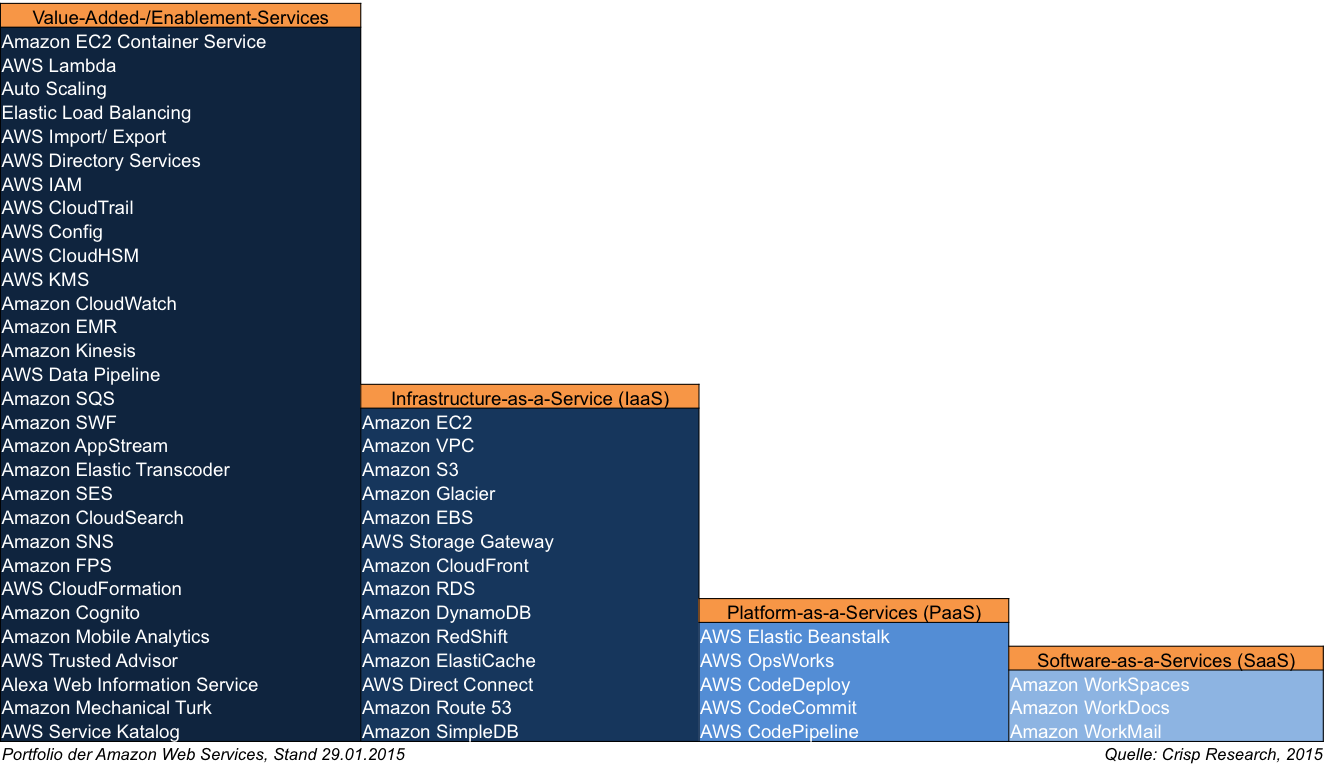 Value-Added-/Enablement-Services
Amazon EC2 Container Service
AWS Lambda
Auto Scaling
Elastic Load Balancing
AWS Import/ Export
AWS Directory Services
AWS IAM
AWS CloudTrail
AWS Config
AWS CloudHSM
AWS KMS
Amazon CloudWatch
Amazon EMR
Amazon Kinesis
AWS Data Pipeline
Amazon SQS
Amazon SWF
Amazon AppStream
Amazon Elastic Transcoder
Amazon SES
Amazon CloudSearch
Amazon SNS
Amazon FPS
AWS CloudFormation
Amazon Cognito
Amazon Mobile Analytics
AWS Trusted Advisor
Alexa Web Information Service
Amazon Mechanical Turk
AWS Service Katalog
Infrastructure-as-a-Service (IaaS)
Amazon EC2
Amazon VPC
Amazon S3
Amazon Glacier
Amazon EBS
AWS Storage Gateway
Amazon CloudFront
Amazon RDS
Amazon DynamoDB
Amazon RedShift
Amazon ElastiCache
AWS Direct Connect
Amazon Route 53
Amazon SimpleDB
Platform-as-a-Services (PaaS)
AWS Elastic Beanstalk
AWS OpsWorks
AWS CodeDeploy
AWS CodeCommit
AWS CodePipeline
Software-as-a-Services (SaaS)
Amazon WorkSpaces
Amazon WorkDocs
Amazon WorkMail
Portfolio der Amazon Web Services, Stand 29.01.2015
Quelle: Crisp Research, 2015